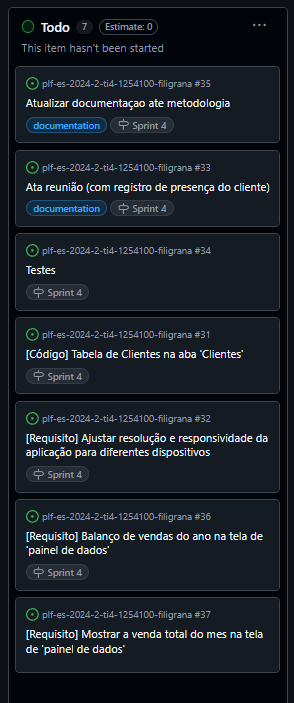 Todo 7 Estimate: 0 ...
This item hasn't been started
plf-es-2024-2-ti4-1254100-filigrana #35
Atualizar documentaçao ate metodologia
documentation Sprint 4
plf-es-2024-2-ti4-1254100-filigrana #33
Ata reunião (com registro de presença do cliente)
documentation Sprint 4
plf-es-2024-2-ti4-1254100-filigrana #34
Testes
Sprint 4
plf-es-2024-2-ti4-1254100-filigrana #31
[Código] Tabela de Clientes na aba 'Clientes'
Sprint 4
plf-es-2024-2-ti4-1254100-filigrana #32
[Requisito] Ajustar resolução e responsividade da
aplicação para diferentes dispositivos
Sprint 4
plf-es-2024-2-ti4-1254100-filigrana #36
[Requisito] Balanço de vendas do ano na tela de
'painel de dados'
Sprint 4
plf-es-2024-2-ti4-1254100-filigrana #37
[Requisito] Mostrar a venda total do mes na tela
de 'painel de dados'